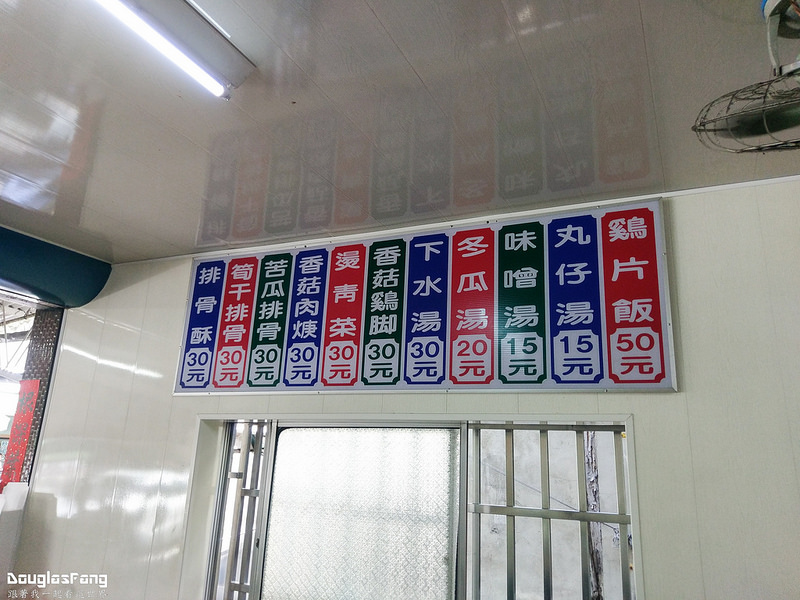 鷄片飯 50元
丸仔湯 15元
味噌湯 15元
冬瓜湯 20元
下水湯 30元
香菇鷄脚 30元
燙青菜 30元
香菇肉焿 30元
苦瓜排骨 30元
筍干排骨 30元
排骨酥 30元
DouglasFang